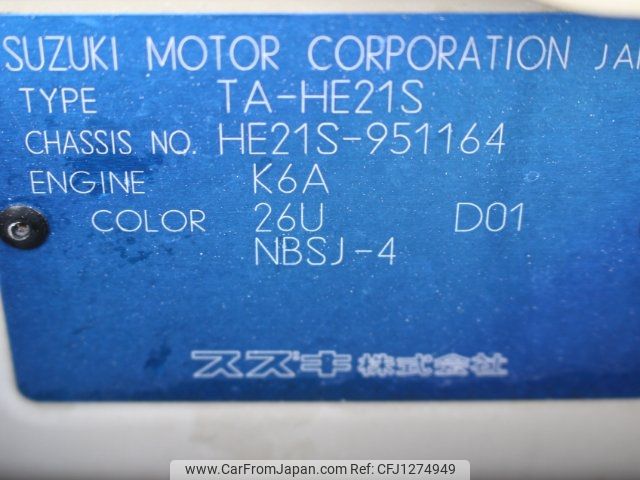 SUZUKI MOTOR CORPORATION JA
TYPE TA-HE21S
CHASSIS NO. HE21S-951164
ENGINE K6A
COLOR 26U D01
NBSJ-4
スズキ株式会社
www.CarFromJapan.com CFJ1274949